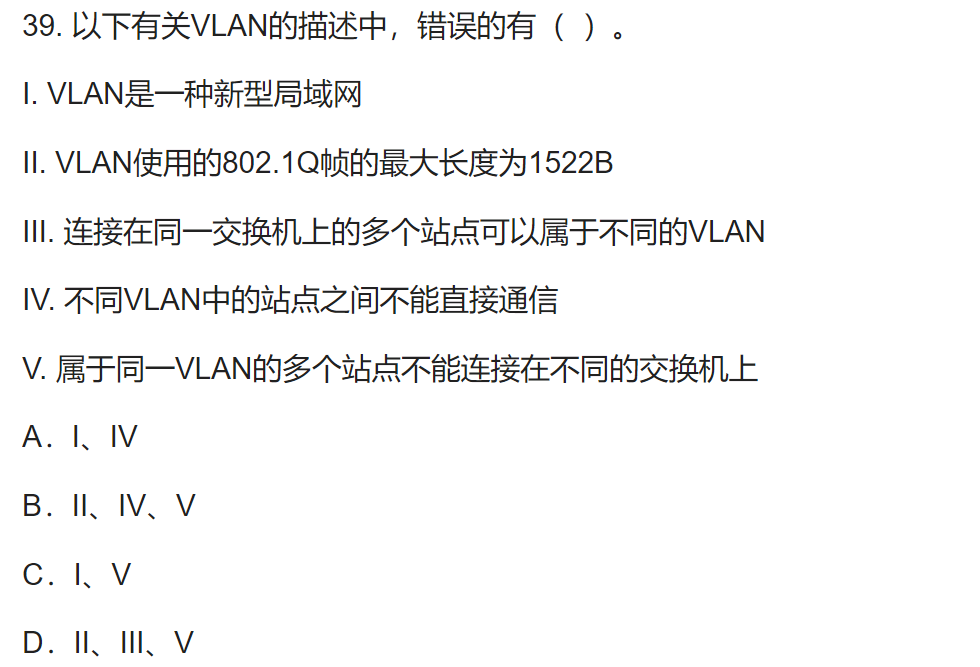 39. 以下有关VLAN的描述中，错误的有（  ）。
I. VLAN是一种新型局域网
II. VLAN使用的802.1Q帧的最大长度为1522B
III. 连接在同一交换机上的多个站点可以属于不同的VLAN
IV. 不同VLAN中的站点之间不能直接通信
V. 属于同一VLAN的多个站点不能连接在不同的交换机上
A．I、IV
B．II、IV、V
C．I、V
D．II、III、V